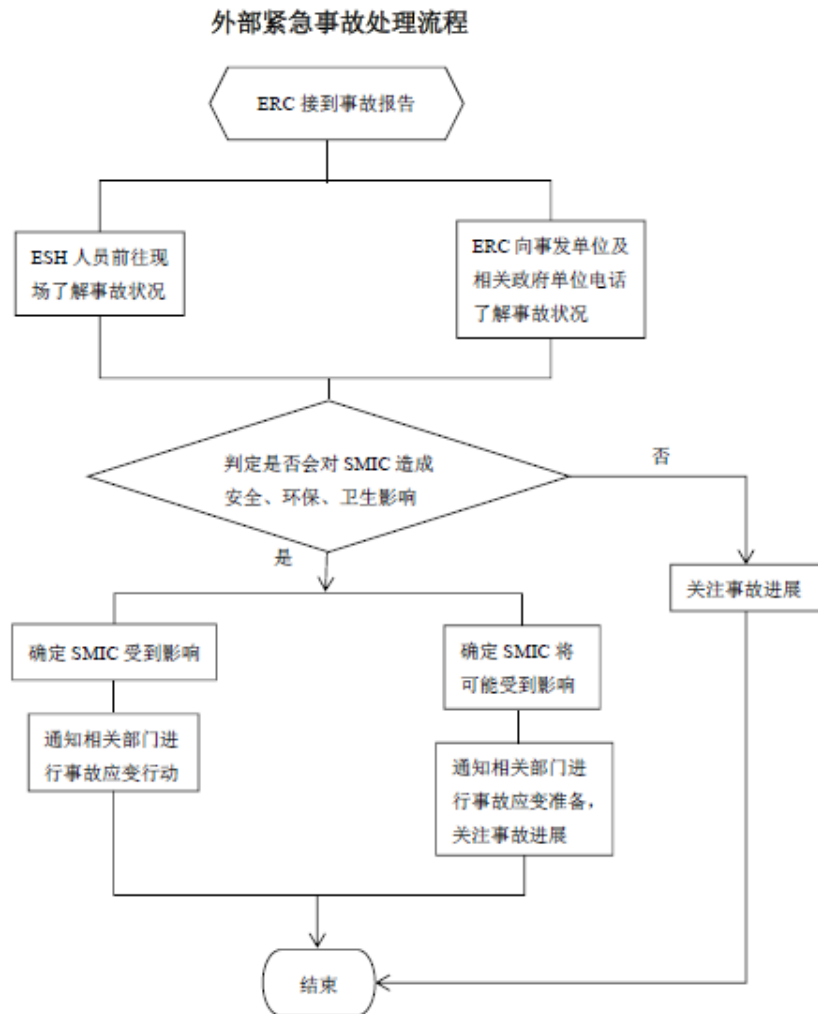 外部紧急事故处理流程
ERC 接到事故报告
ESH 人员前往现
场了解事故状况
ERC 向事发单位及
相关政府单位电话
了解事故状况
判定是否会对 SMIC 造成
安全、环保、卫生影响
否
是
关注事故进展
确定 SMIC 受到影响
确定 SMIC 将
可能受到影响
通知相关部门进
行事故应变行动
通知相关部门进
行事故应变准备，
关注事故进展
结束